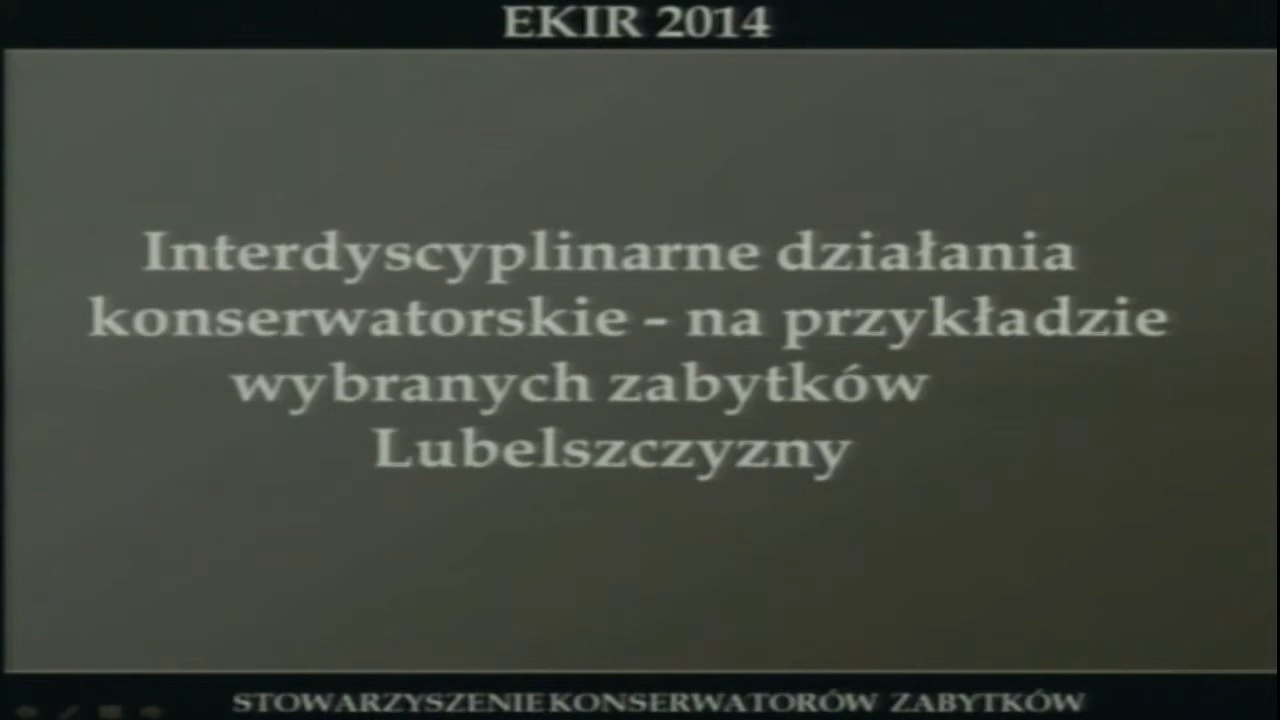 EKIR 2014
Interdyscyplinarne działania
konserwatorskie - na przykładzie
wybranych zabytków
Lubelszczyzny
STOWARZYSZENIE KONSERWATORÓW ZABYTKÓW